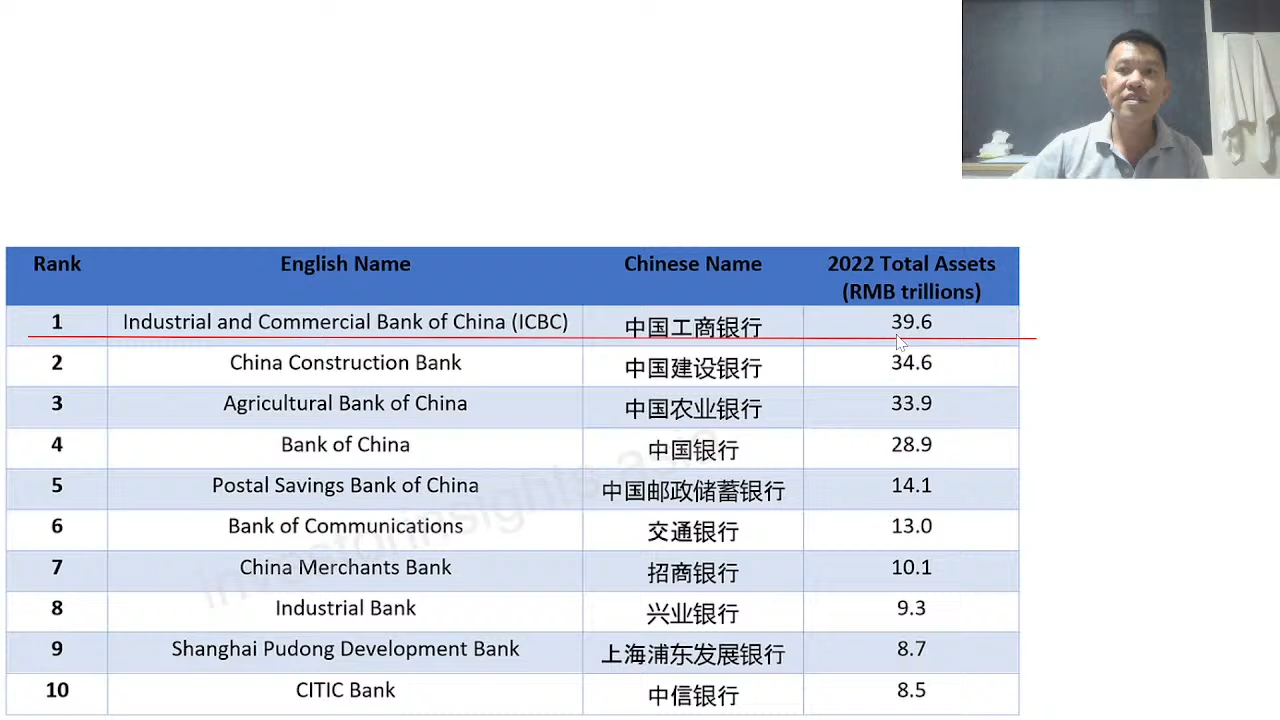 Rank English Name Chinese Name 2022 Total Assets
(RMB trillions)
1 Industrial and Commercial Bank of China (ICBC) 中国工商银行 39.6
2 China Construction Bank 中国建设银行 34.6
3 Agricultural Bank of China 中国农业银行 33.9
4 Bank of China 中国银行 28.9
5 Postal Savings Bank of China 中国邮政储蓄银行 14.1
6 Bank of Communications 交通银行 13.0
7 China Merchants Bank 招商银行 10.1
8 Industrial Bank 兴业银行 9.3
9 Shanghai Pudong Development Bank 上海浦东发展银行 8.7
10 CITIC Bank 中信银行 8.5
investorinsights.asia